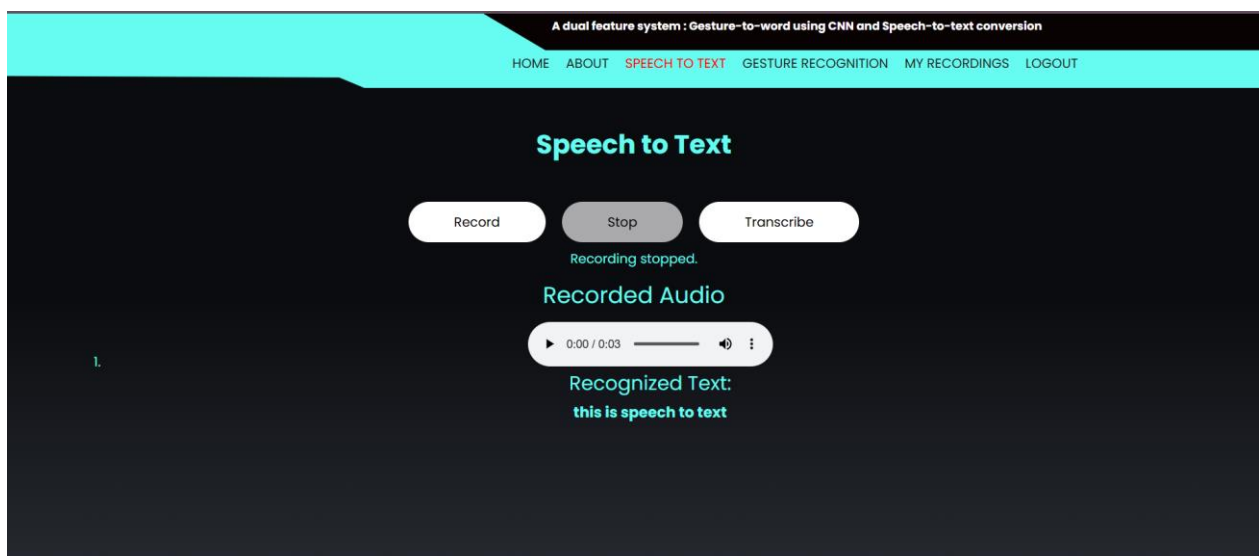 A dual feature system : Gesture-to-word using CNN and Speech-to-text conversion
HOME ABOUT SPEECH TO TEXT GESTURE RECOGNITION MY RECORDINGS LOGOUT
Speech to Text
Record Stop Transcribe
Recording stopped.
Recorded Audio
0:00 / 0:03
1.
Recognized Text:
this is speech to text